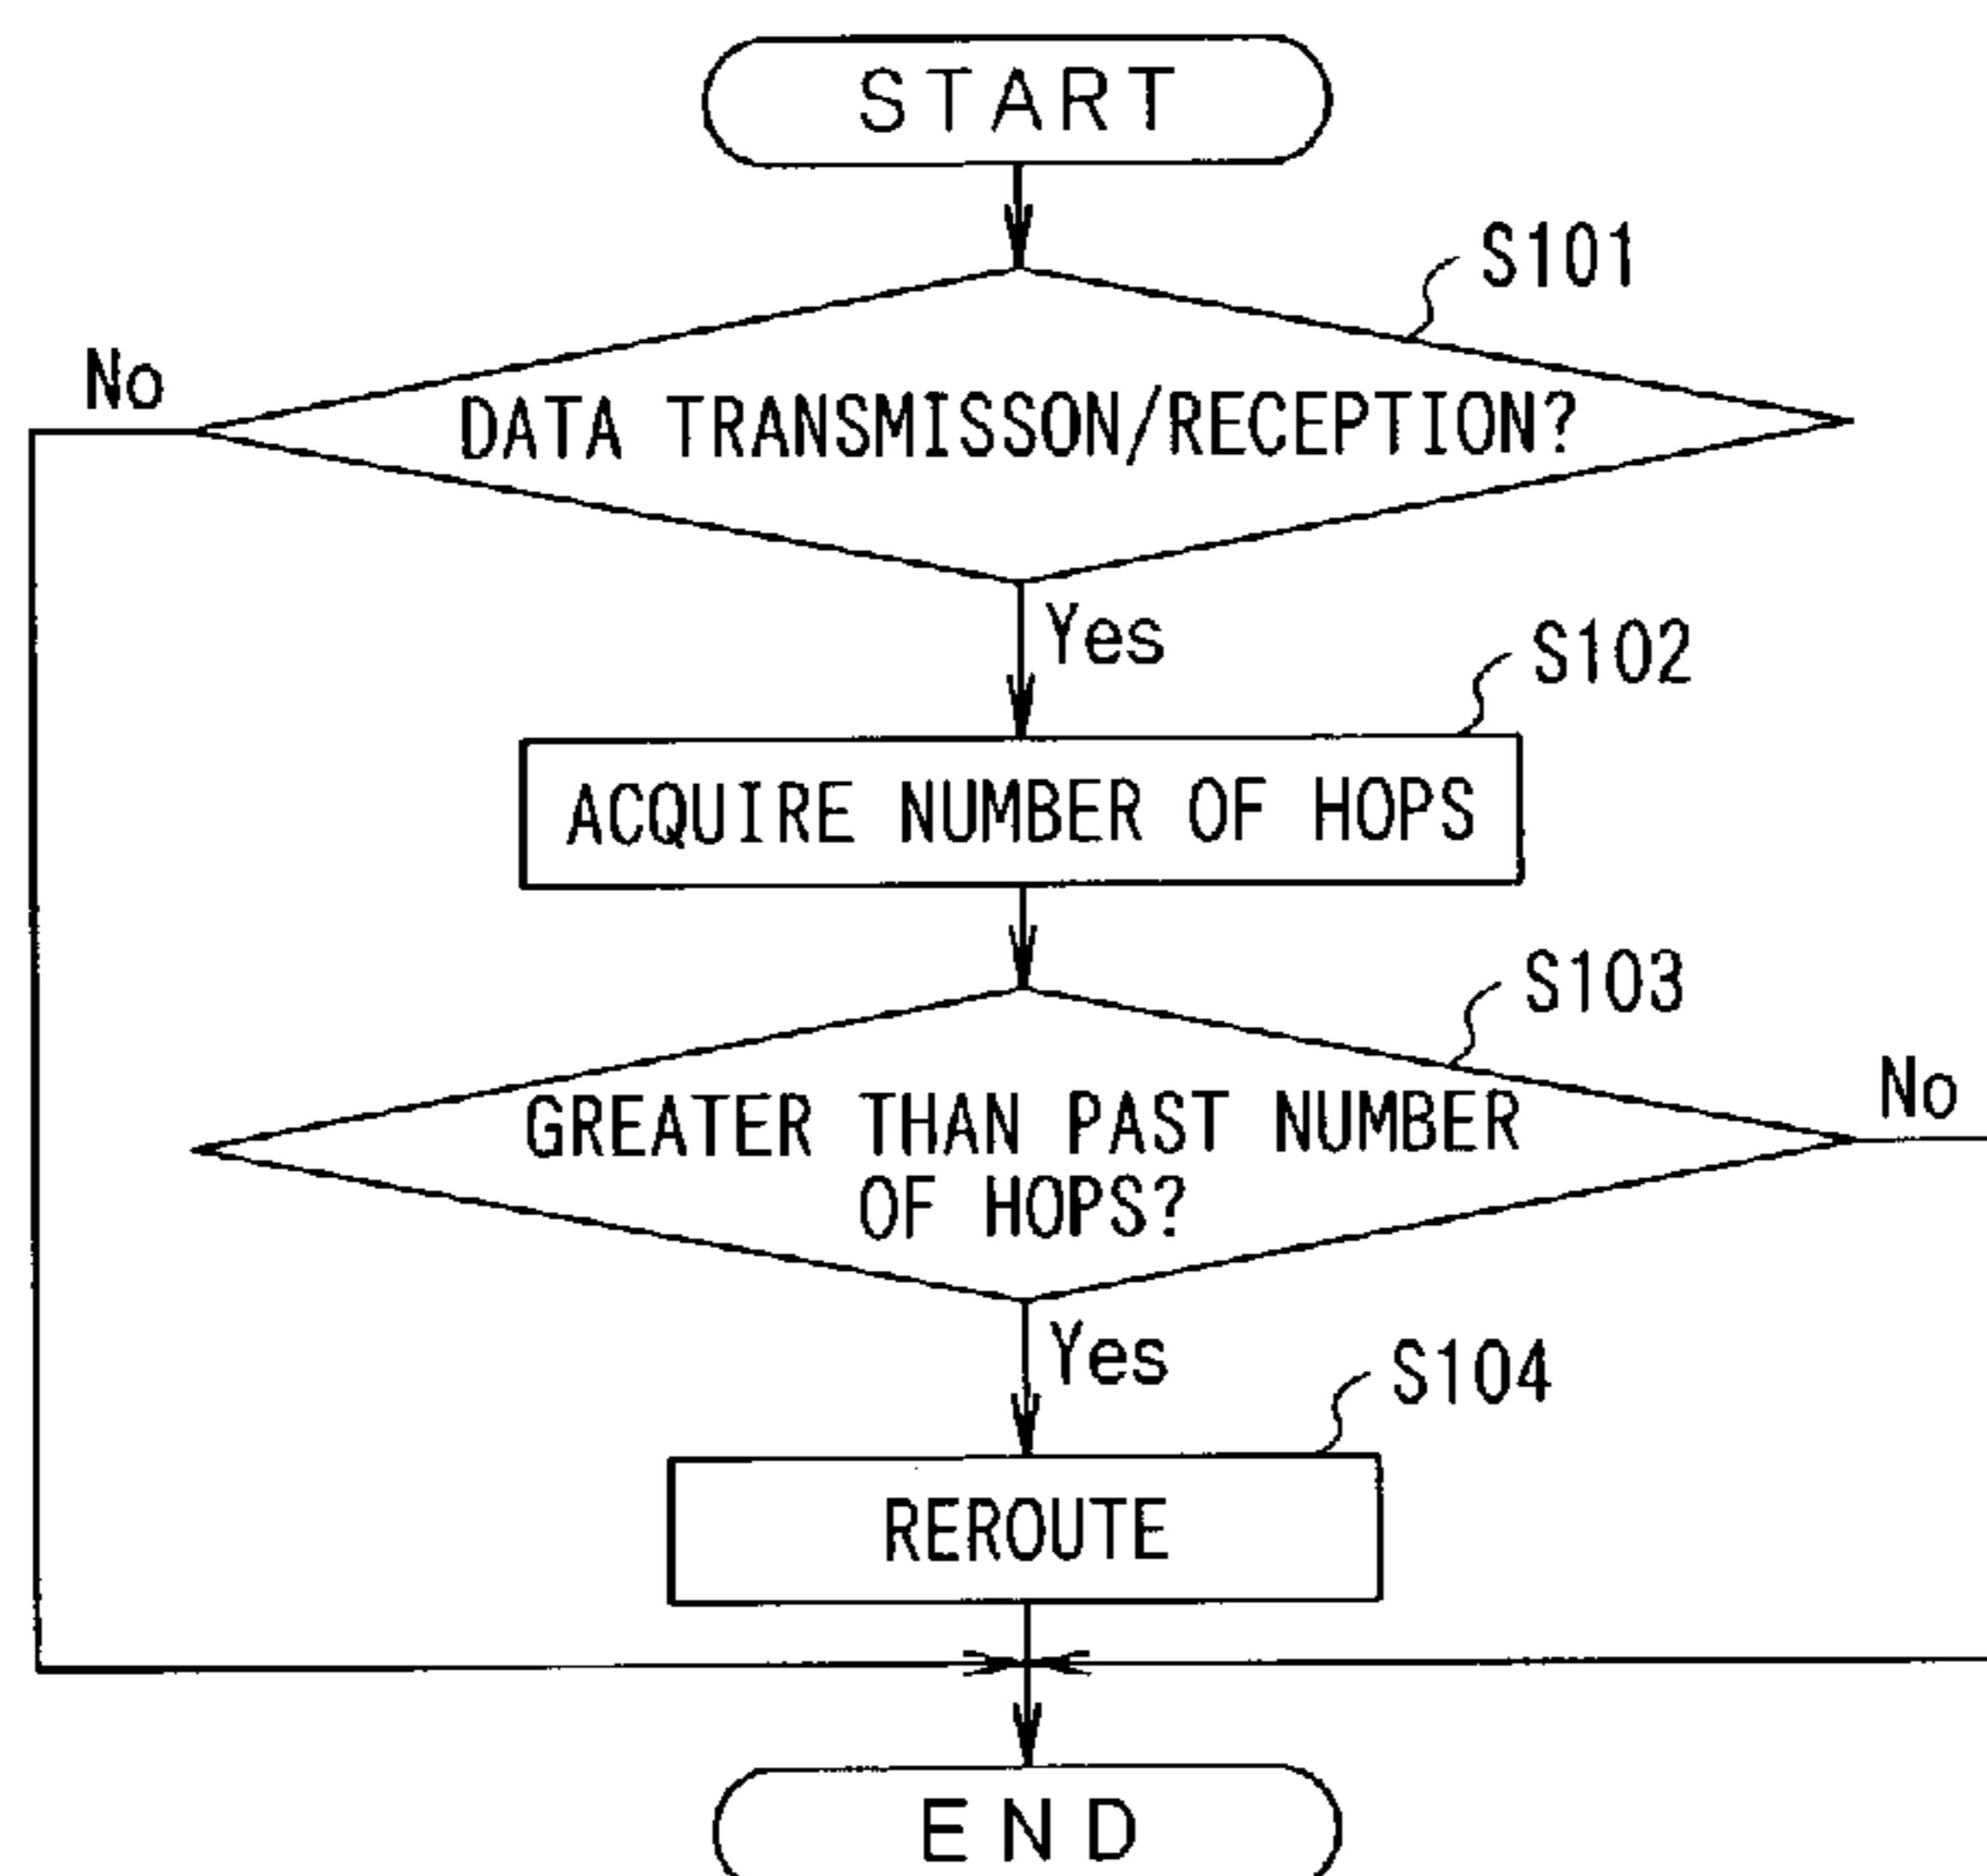 START
S101
No
DATA TRANSMISSON/RECEPTION?
Yes
S102
ACQUIRE NUMBER OF HOPS
S103
No
GREATER THAN PAST NUMBER
OF HOPS?
Yes
S104
REROUTE
END